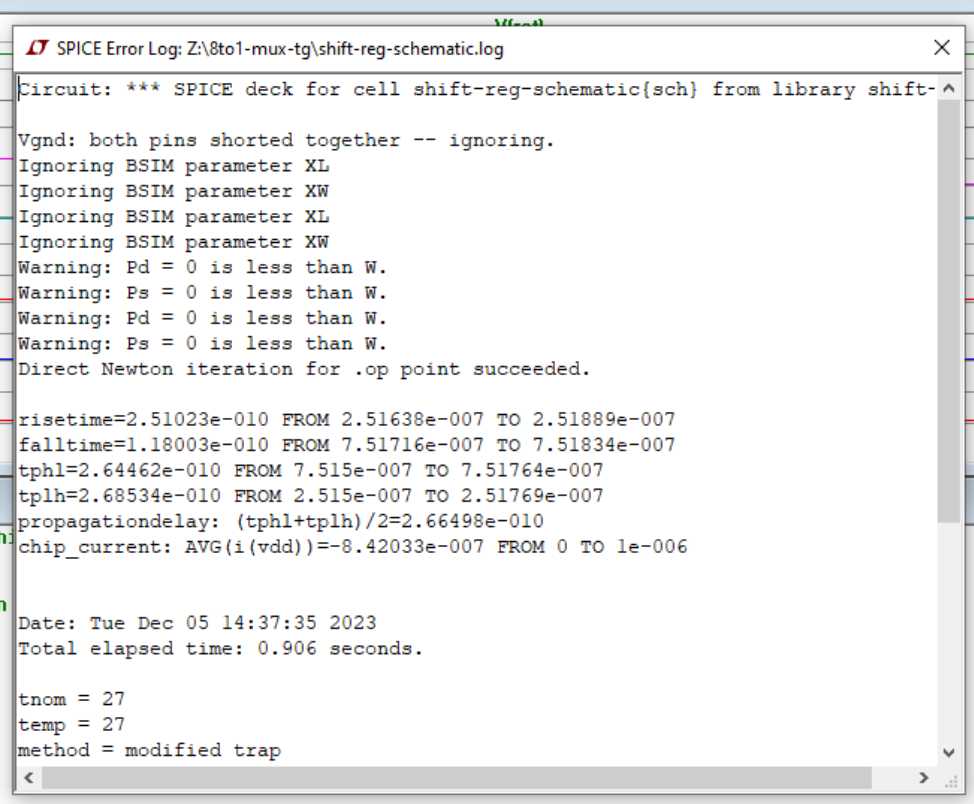 V(rst)
SPICE Error Log: Z:\8to1-mux-tg\shift-reg-schematic.log
Circuit: *** SPICE deck for cell shift-reg-schematic{sch} from library shift-
Vgnd: both pins shorted together -- ignoring.
Ignoring BSIM parameter XL
Ignoring BSIM parameter XW
Ignoring BSIM parameter XL
Ignoring BSIM parameter XW
Warning: Pd = 0 is less than W.
Warning: Ps = 0 is less than W.
Warning: Pd = 0 is less than W.
Warning: Ps = 0 is less than W.
Direct Newton iteration for .op point succeeded.
risetime=2.51023e-010 FROM 2.51638e-007 TO 2.51889e-007
falltime=1.18003e-010 FROM 7.51716e-007 TO 7.51834e-007
tphl=2.64462e-010 FROM 7.515e-007 TO 7.51764e-007
tplh=2.68534e-010 FROM 2.515e-007 TO 2.51769e-007
propagationdelay: (tphl+tplh)/2=2.66498e-010
chip_current: AVG(i(vdd))=-8.42033e-007 FROM 0 TO 1e-006
Date: Tue Dec 05 14:37:35 2023
Total elapsed time: 0.906 seconds.
tnom = 27
temp = 27
method = modified trap